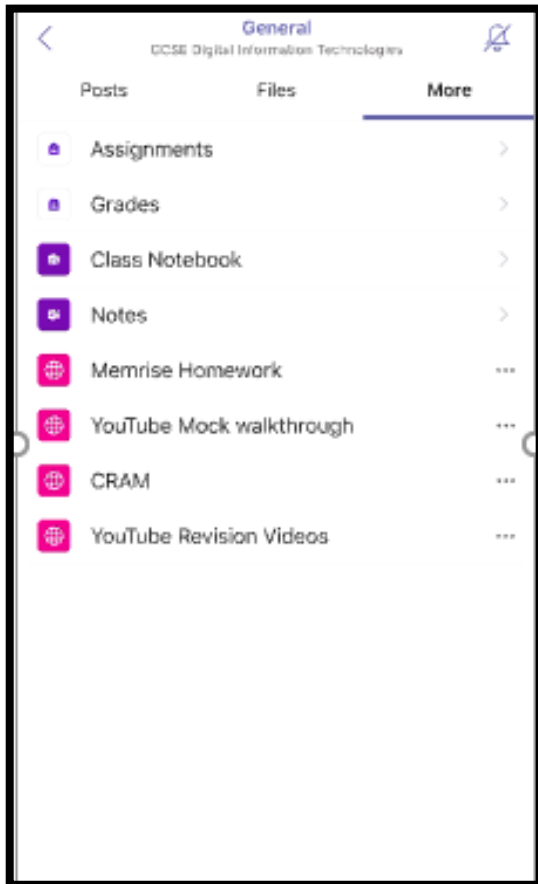 General
GCSE Digital Information Technologies
Posts Files More
Assignments
Grades
Class Notebook
Notes
Memrise Homework
YouTube Mock walkthrough
CRAM
YouTube Revision Videos